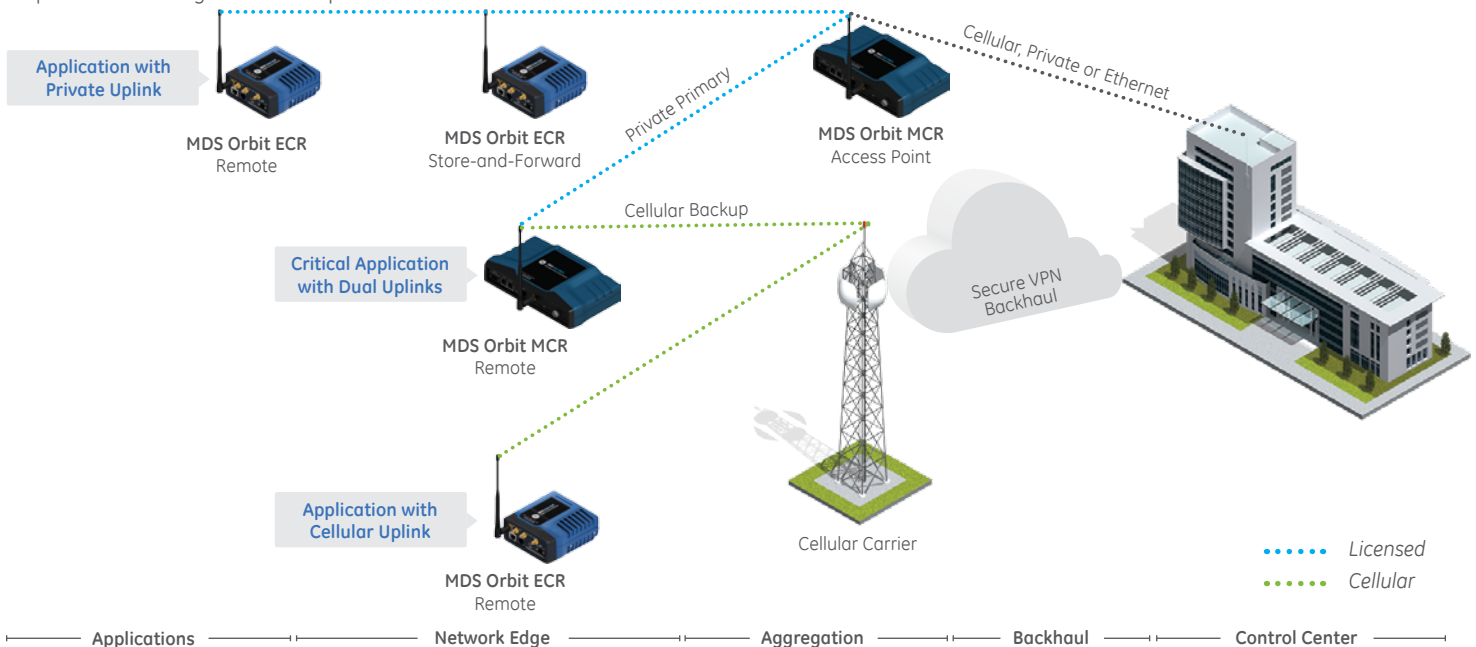 Application with
Private Uplink
MDS Orbit ECR
Remote
MDS Orbit ECR
Store-and-Forward
MDS Orbit MCR
Access Point
Cellular, Private or Ethernet
Private Primary
Cellular Backup
Critical Application
with Dual Uplinks
MDS Orbit MCR
Remote
Secure VPN
Backhaul
Application with
Cellular Uplink
MDS Orbit ECR
Remote
Cellular Carrier
Licensed
Cellular
Applications
Network Edge
Aggregation
Backhaul
Control Center